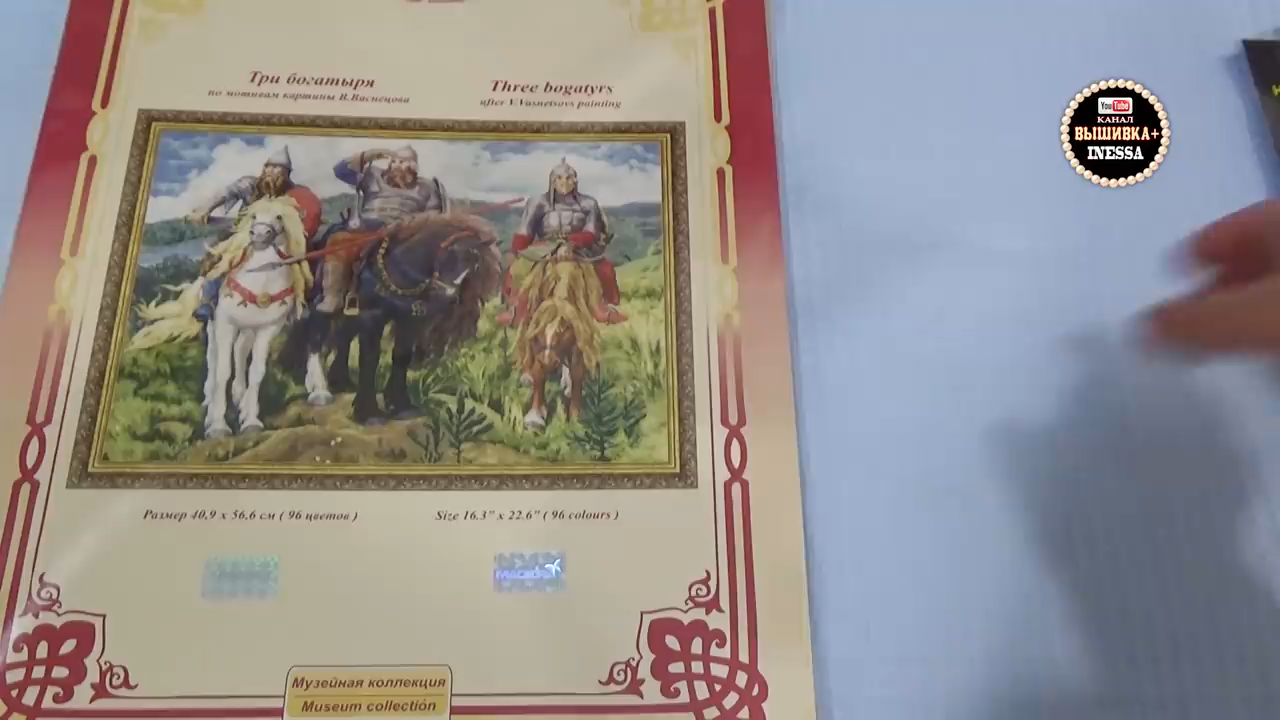 Три богатыря
по мотивам картины В.Васнецова
Three bogatyrs
after V.Vasnetsovs painting
YouTube
КАНАЛ
ВЫШИВКА+
INESSA
Размер 40,9 х 56,6 см ( 96 цветов )
Size 16.3” x 22.6” ( 96 colours )
Музейная коллекция
Museum collection